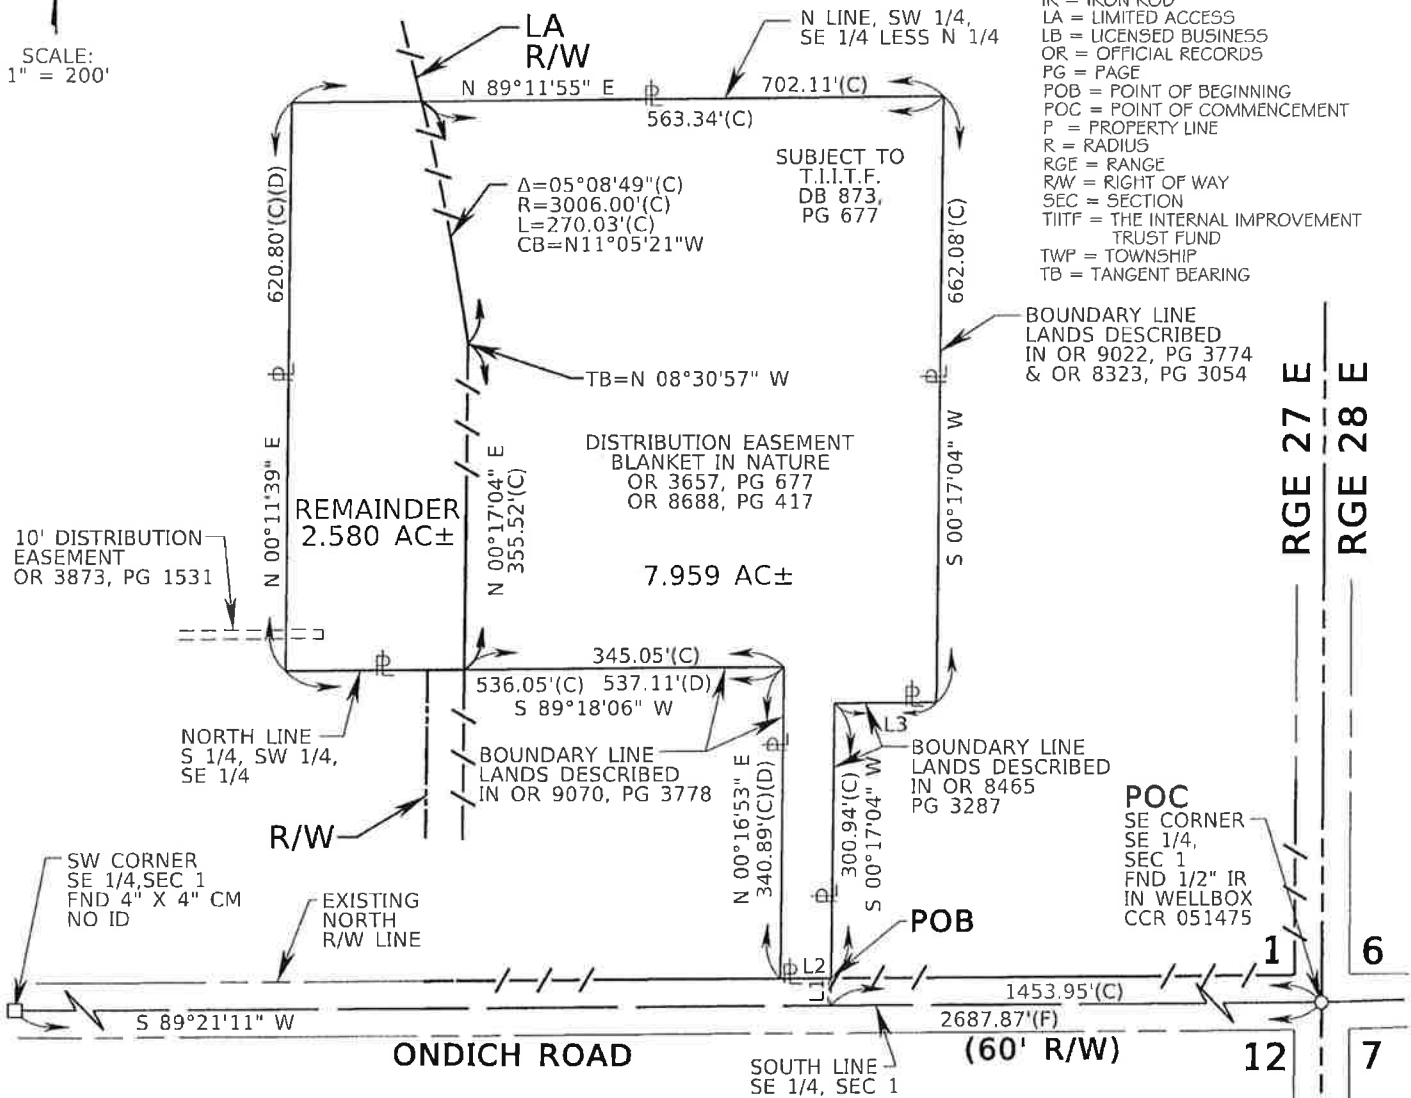 SCALE:
1" = 200'
LA
R/W
N LINE, SW 1/4,
SE 1/4 LESS N 1/4
IR = IRON ROD
LA = LIMITED ACCESS
LB = LICENSED BUSINESS
OR = OFFICIAL RECORDS
PG = PAGE
POB = POINT OF BEGINNING
POC = POINT OF COMMENCEMENT
P = PROPERTY LINE
R = RADIUS
RGE = RANGE
R/W = RIGHT OF WAY
SEC = SECTION
TIITF = THE INTERNAL IMPROVEMENT
TRUST FUND
TWP = TOWNSHIP
TB = TANGENT BEARING
N 89°11'55" E
702.11'(C)
563.34'(C)
SUBJECT TO
T.I.I.T.F.
DB 873,
PG 677
Δ=05°08'49"(C)
R=3006.00'(C)
L=270.03'(C)
CB=N11°05'21"W
620.80'(C)(D)
662.08'(C)
BOUNDARY LINE
LANDS DESCRIBED
IN OR 9022, PG 3774
& OR 8323, PG 3054
TB=N 08°30'57" W
RGE 27 E
RGE 28 E
DISTRIBUTION EASEMENT
BLANKET IN NATURE
OR 3657, PG 677
OR 8688, PG 417
N 00°11'39" E
N 00°17'04" E
355.52'(C)
S 00°17'04" W
REMAINDER
2.580 AC±
7.959 AC±
10' DISTRIBUTION
EASEMENT
OR 3873, PG 1531
345.05'(C)
536.05'(C) 537.11'(D)
S 89°18'06" W
L3
NORTH LINE
S 1/4, SW 1/4,
SE 1/4
BOUNDARY LINE
LANDS DESCRIBED
IN OR 9070, PG 3778
N 00°16'53" E
340.89'(C)(D)
300.94'(C)
S 00°17'04" W
BOUNDARY LINE
LANDS DESCRIBED
IN OR 8465
PG 3287
R/W
POC
SE CORNER
SE 1/4,
SEC 1
FND 1/2" IR
IN WELLBOX
CCR 051475
SW CORNER
SE 1/4,SEC 1
FND 4" X 4" CM
NO ID
EXISTING
NORTH
R/W LINE
POB
1
6
L2
L1
1453.95'(C)
S 89°21'11" W
2687.87'(F)
ONDICH ROAD
(60' R/W)
SOUTH LINE
SE 1/4, SEC 1
12
7